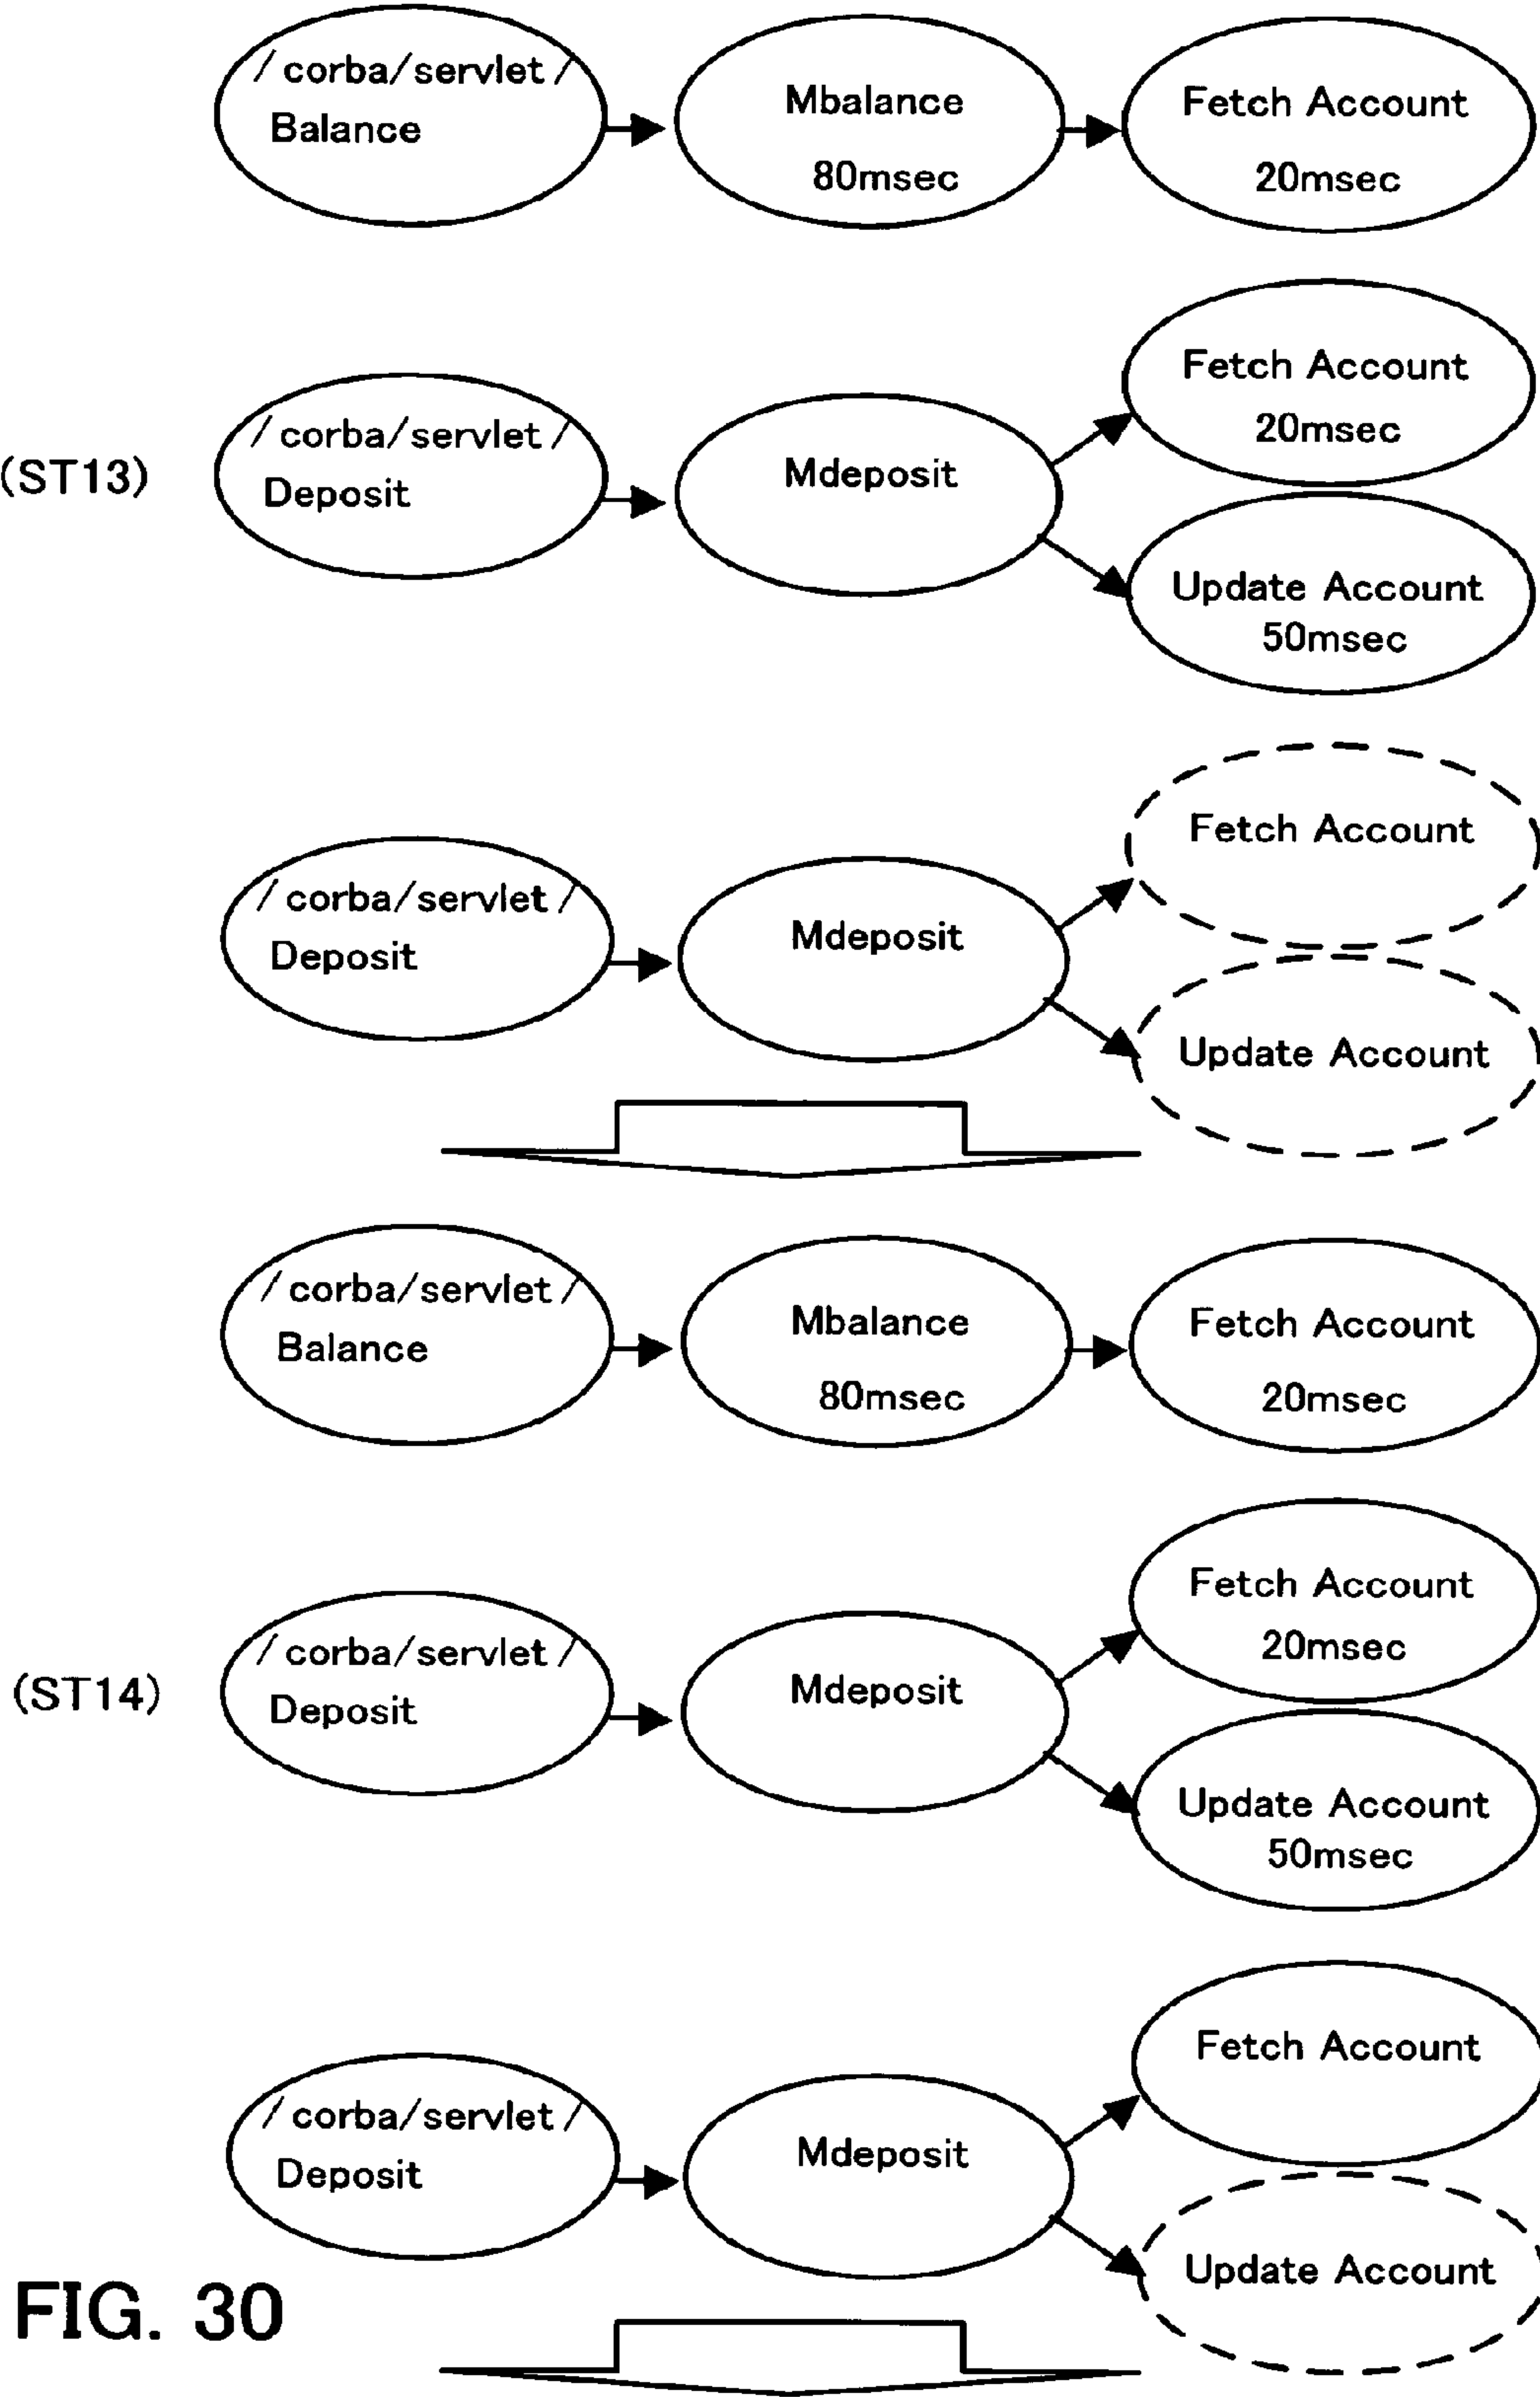 / corba/servlet /
Balance
Mbalance
80msec
Fetch Account
20msec
(ST13)
/ corba/servlet /
Deposit
Mdeposit
Fetch Account
20msec
Update Account
50msec
/ corba/servlet /
Deposit
Mdeposit
Fetch Account
Update Account
/ corba/servlet /
Balance
Mbalance
80msec
Fetch Account
20msec
(ST14)
/ corba/servlet /
Deposit
Mdeposit
Fetch Account
20msec
Update Account
50msec
/ corba/servlet /
Deposit
Mdeposit
Fetch Account
Update Account
FIG. 30